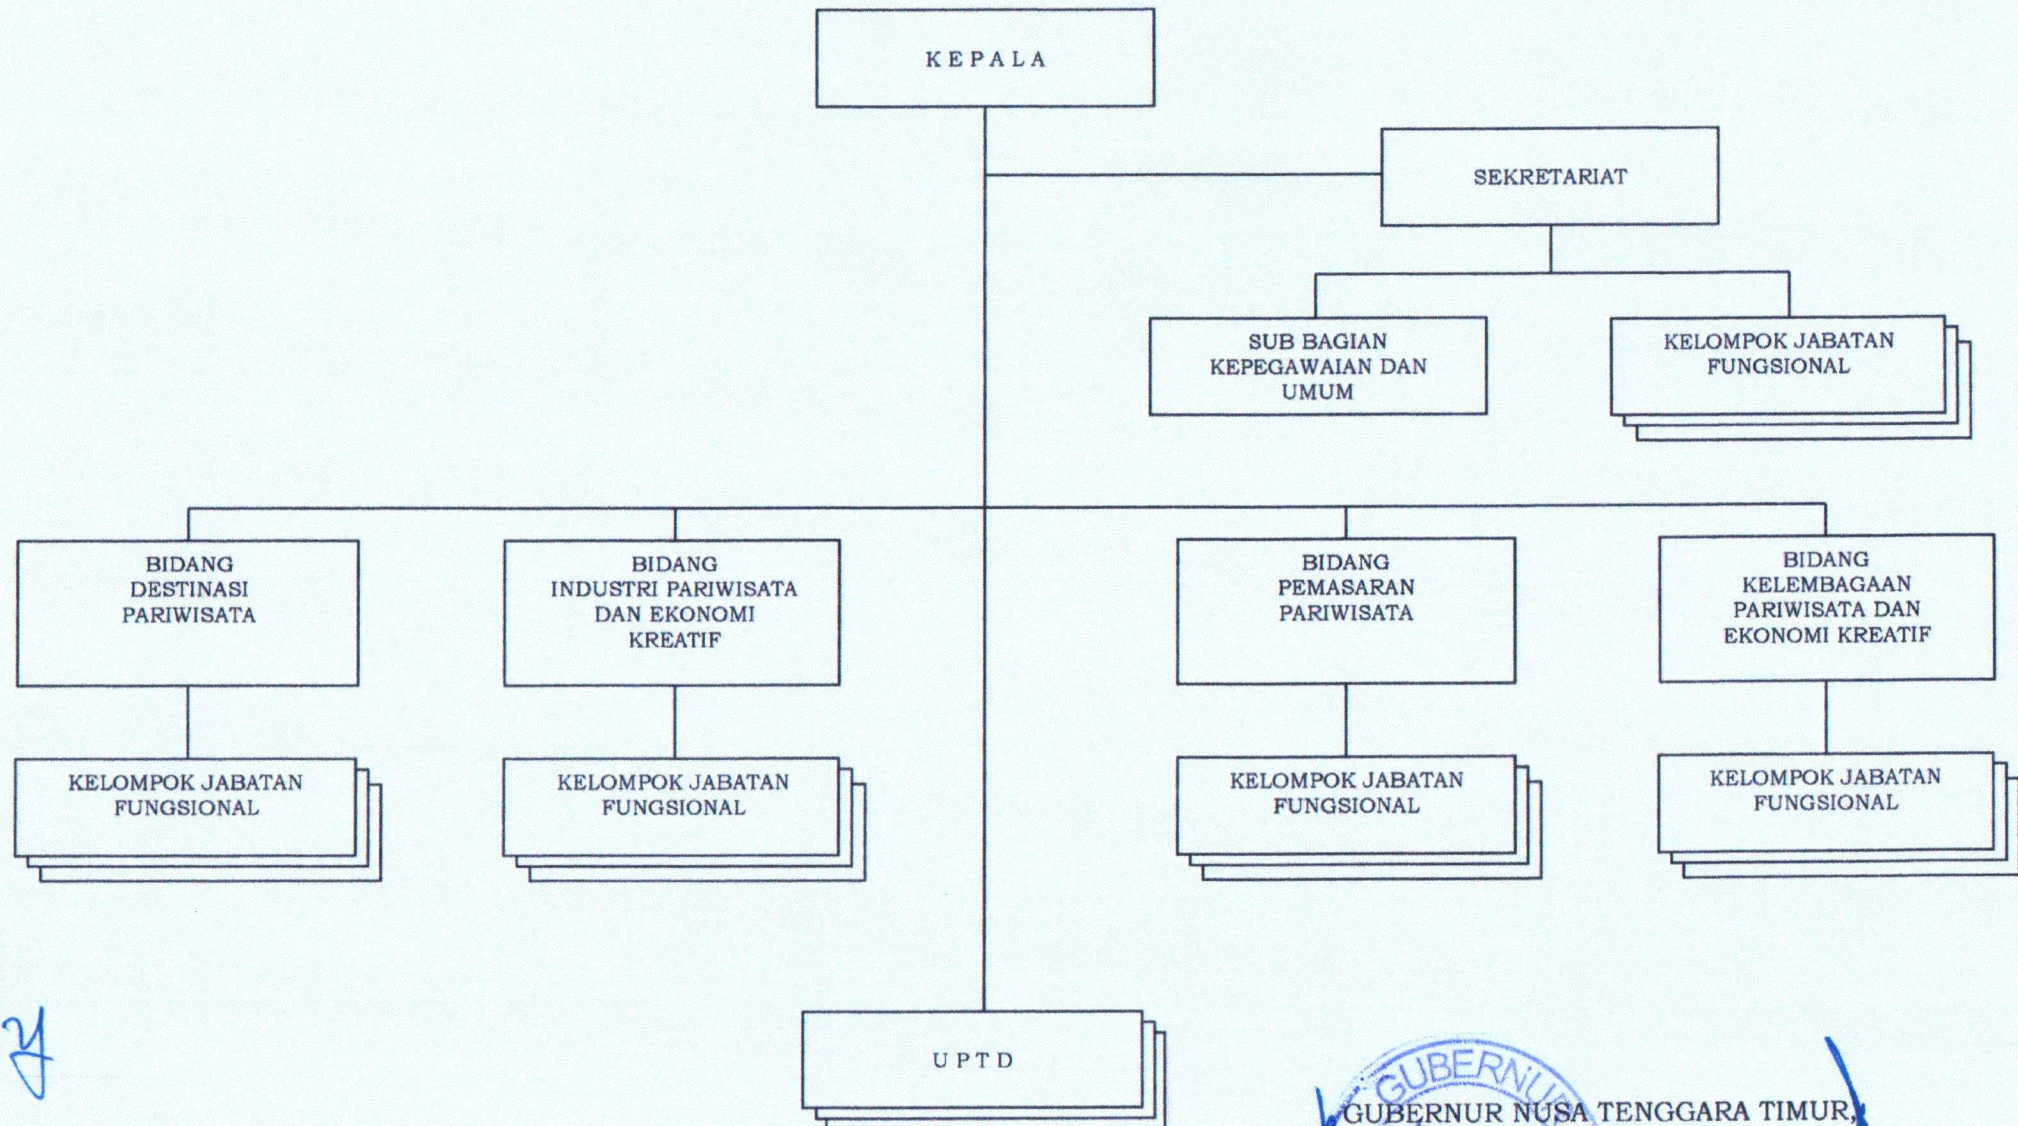 KEPALA
SEKRETARIAT
SUB BAGIAN
KEPEGAWAIAN DAN
UMUM
KELOMPOK JABATAN
FUNGSIONAL
BIDANG
DESTINASI
PARIWISATA
BIDANG
INDUSTRI PARIWISATA
DAN EKONOMI
KREATIF
BIDANG
PEMASARAN
PARIWISATA
BIDANG
KELEMBAGAAN
PARIWISATA DAN
EKONOMI KREATIF
KELOMPOK JABATAN
FUNGSIONAL
KELOMPOK JABATAN
FUNGSIONAL
KELOMPOK JABATAN
FUNGSIONAL
KELOMPOK JABATAN
FUNGSIONAL
UPTD
GUBERNUR
GUBERNUR NUSA TENGGARA TIMUR,